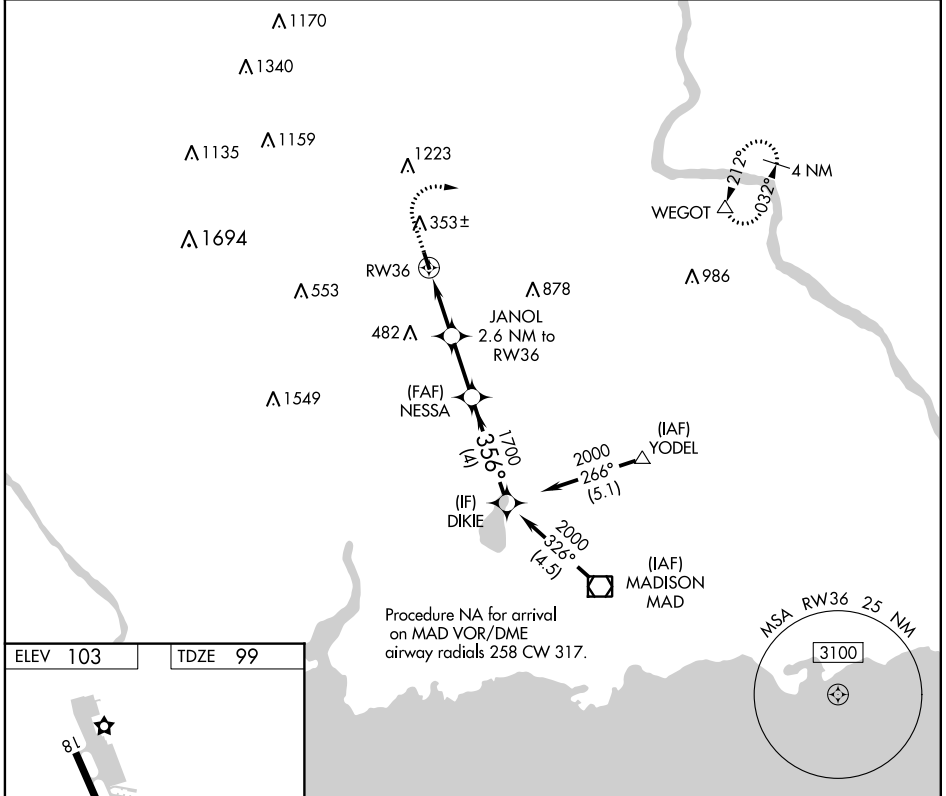 1170
1340
1135
1159
1223
212°
4 NM
032°
WEGOT
353±
1694
RW36
986
553
878
JANOL
2.6 NM to
RW36
482
1549
(FAF)
NESSA
1700
356°
(4)
(IAF)
YODEL
2000
266°
(5.1)
(IF)
DIKIE
2000
326°
(4.5)
(IAF)
MADISON
MAD
Procedure NA for arrival
on MAD VOR/DME
airway radials 258 CW 317.
MSA RW36 25 NM
3100
ELEV 103
TDZE 99
18